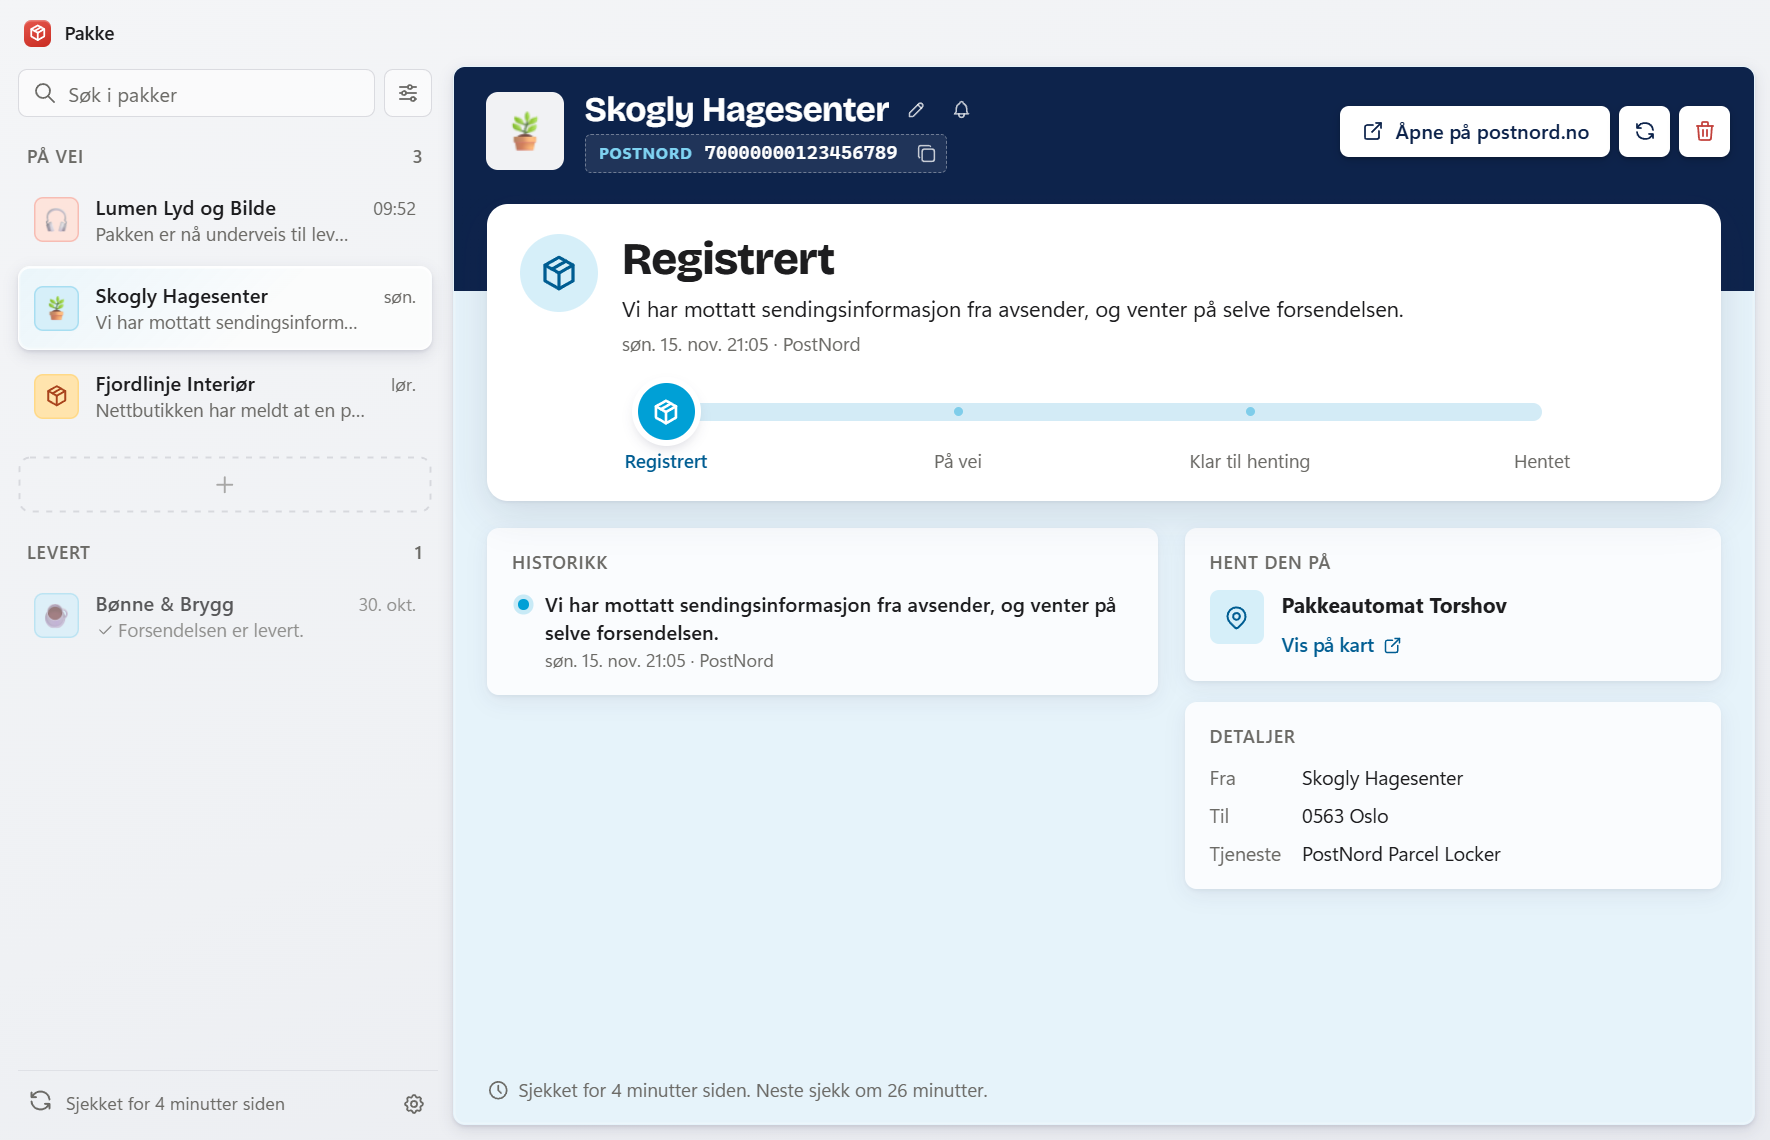 Pakke
Søk i pakker
PÅ VEI 3
Lumen Lyd og Bilde 09:52
Pakken er nå underveis til lev...
Skogly Hagesenter søn.
Vi har mottatt sendingsinform...
Fjordlinje Interiør lør.
Nettbutikken har meldt at en p...
LEVERT 1
Bønne & Brygg 30. okt.
Forsendelsen er levert.
Sjekket for 4 minutter siden
Skogly Hagesenter
POSTNORD 70000000123456789
Åpne på postnord.no
Registrert
Vi har mottatt sendingsinformasjon fra avsender, og venter på selve forsendelsen.
søn. 15. nov. 21:05 · PostNord
Registrert På vei Klar til henting Hentet
HISTORIKK
Vi har mottatt sendingsinformasjon fra avsender, og venter på
selve forsendelsen.
søn. 15. nov. 21:05 · PostNord
HENT DEN PÅ
Pakkeautomat Torshov
Vis på kart
DETALJER
Fra Skogly Hagesenter
Til 0563 Oslo
Tjeneste PostNord Parcel Locker
Sjekket for 4 minutter siden. Neste sjekk om 26 minutter.